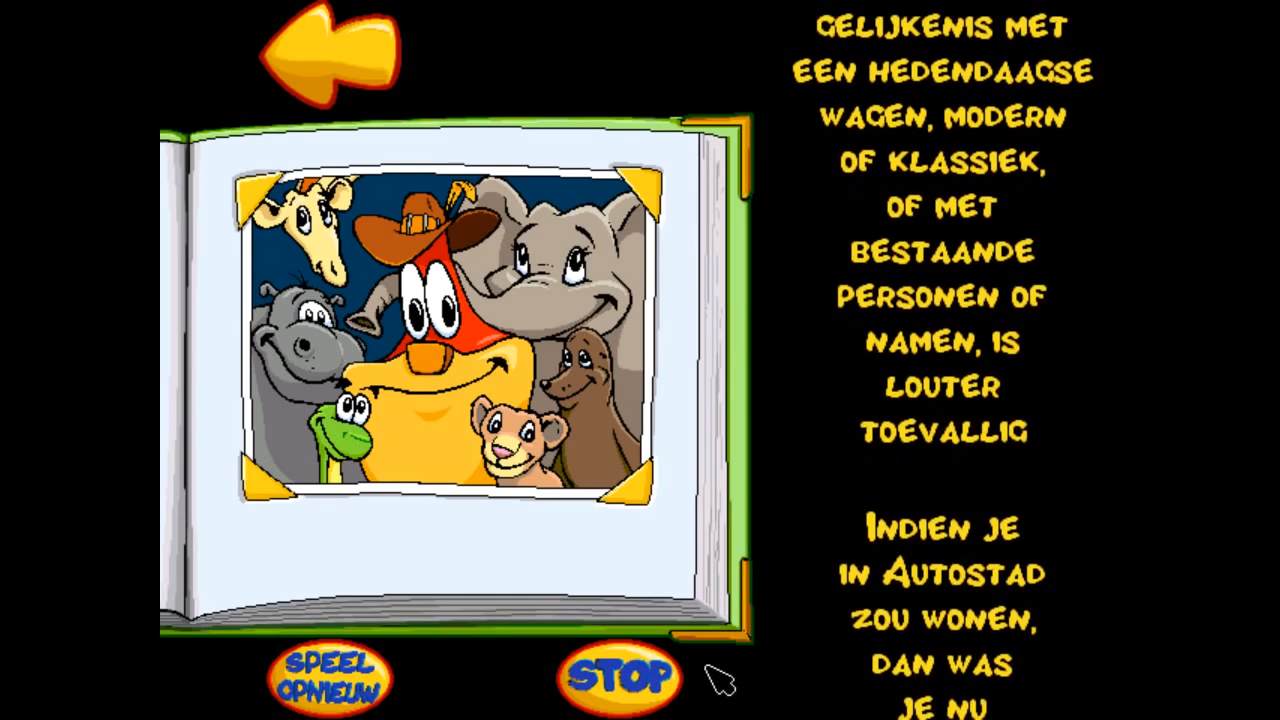 GELIJKENIS MET
EEN HEDENDAAGSE
WAGEN, MODERN
OF KLASSIEK,
OF MET
BESTAANDE
PERSONEN OF
NAMEN, IS
LOUTER
TOEVALLIG
INDIEN JE
IN AUTOSTAD
ZOU WONEN,
DAN WAS
JE NU
SPEEL
OPNIEUW
STOP